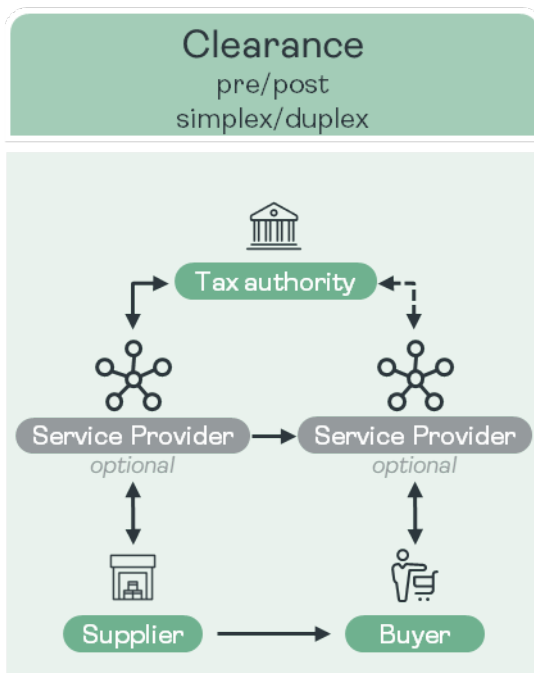 Clearance
pre/post
simplex/duplex
Tax authority
Service Provider
Service Provider
optional
optional
Supplier
Buyer